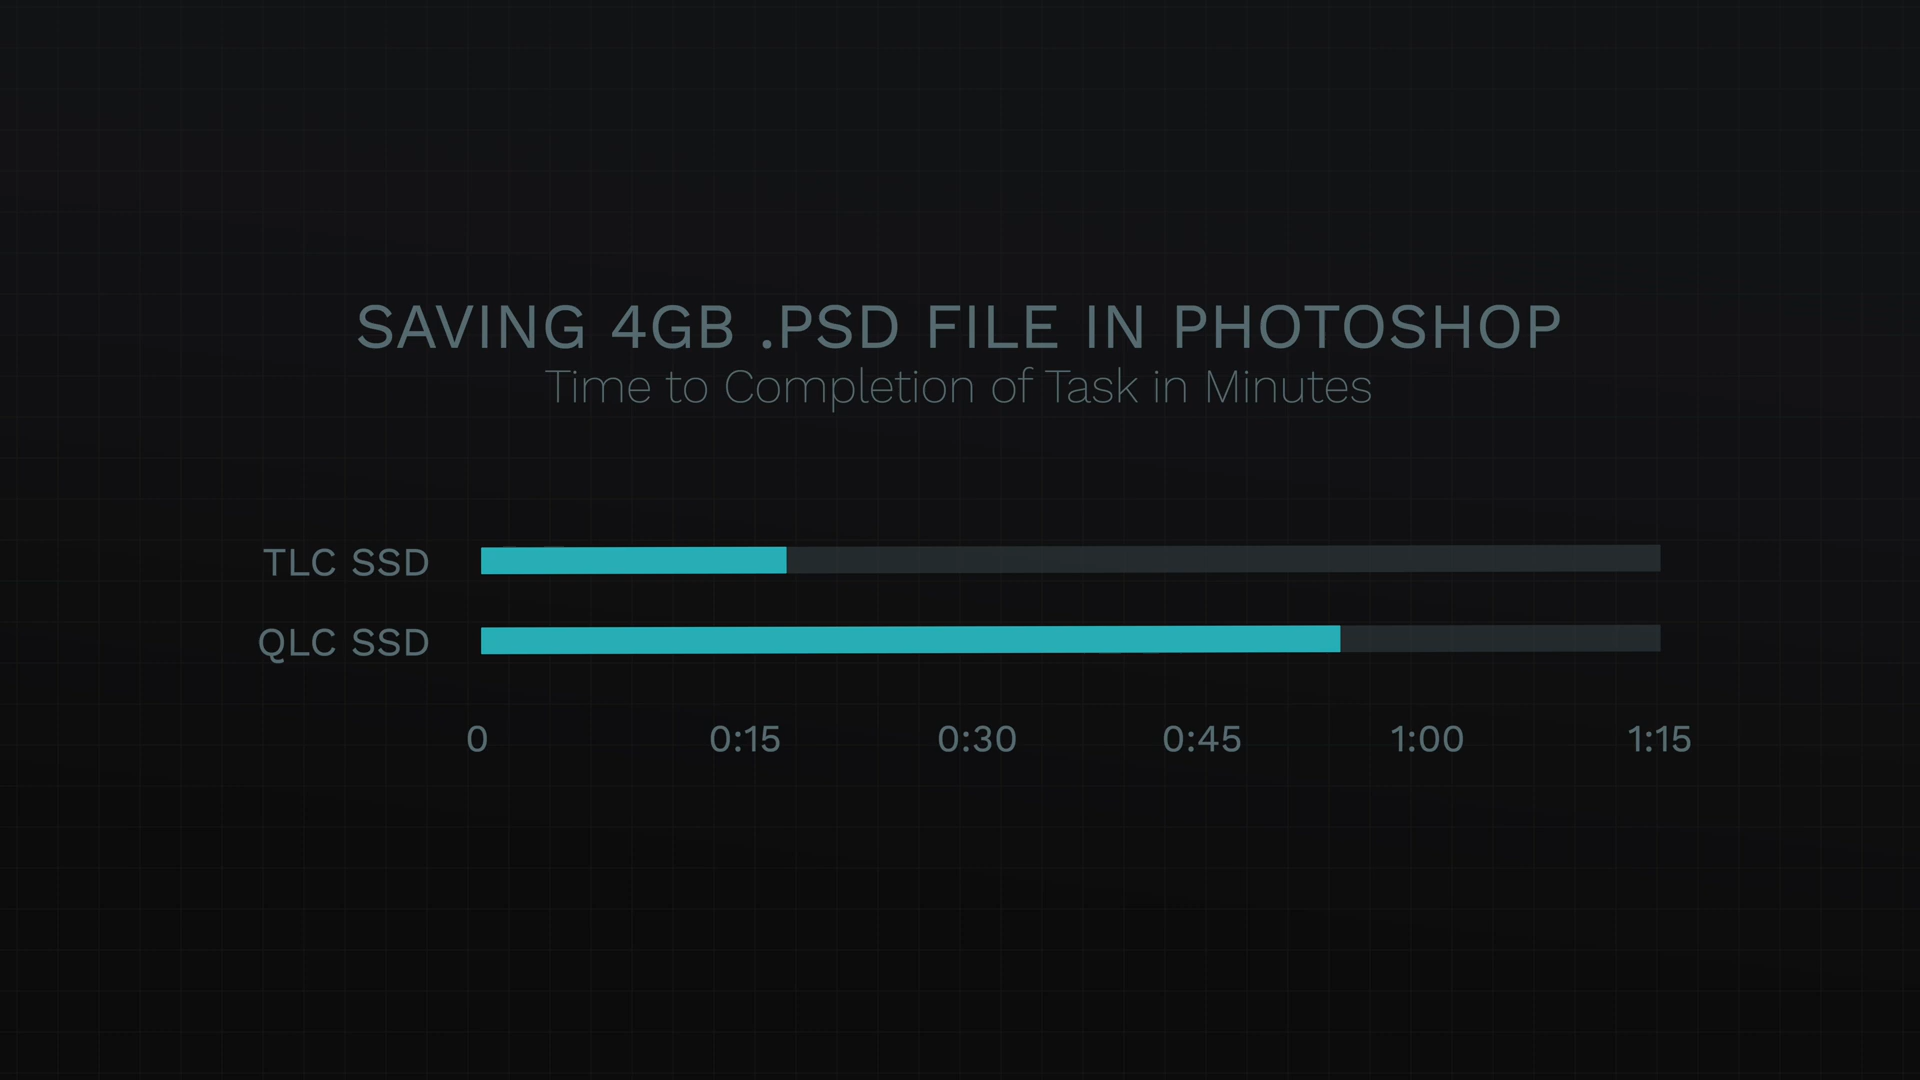 SAVING 4GB .PSD FILE IN PHOTOSHOP
Time to Completion of Task in Minutes
TLC SSD
QLC SSD
0 0:15 0:30 0:45 1:00 1:15